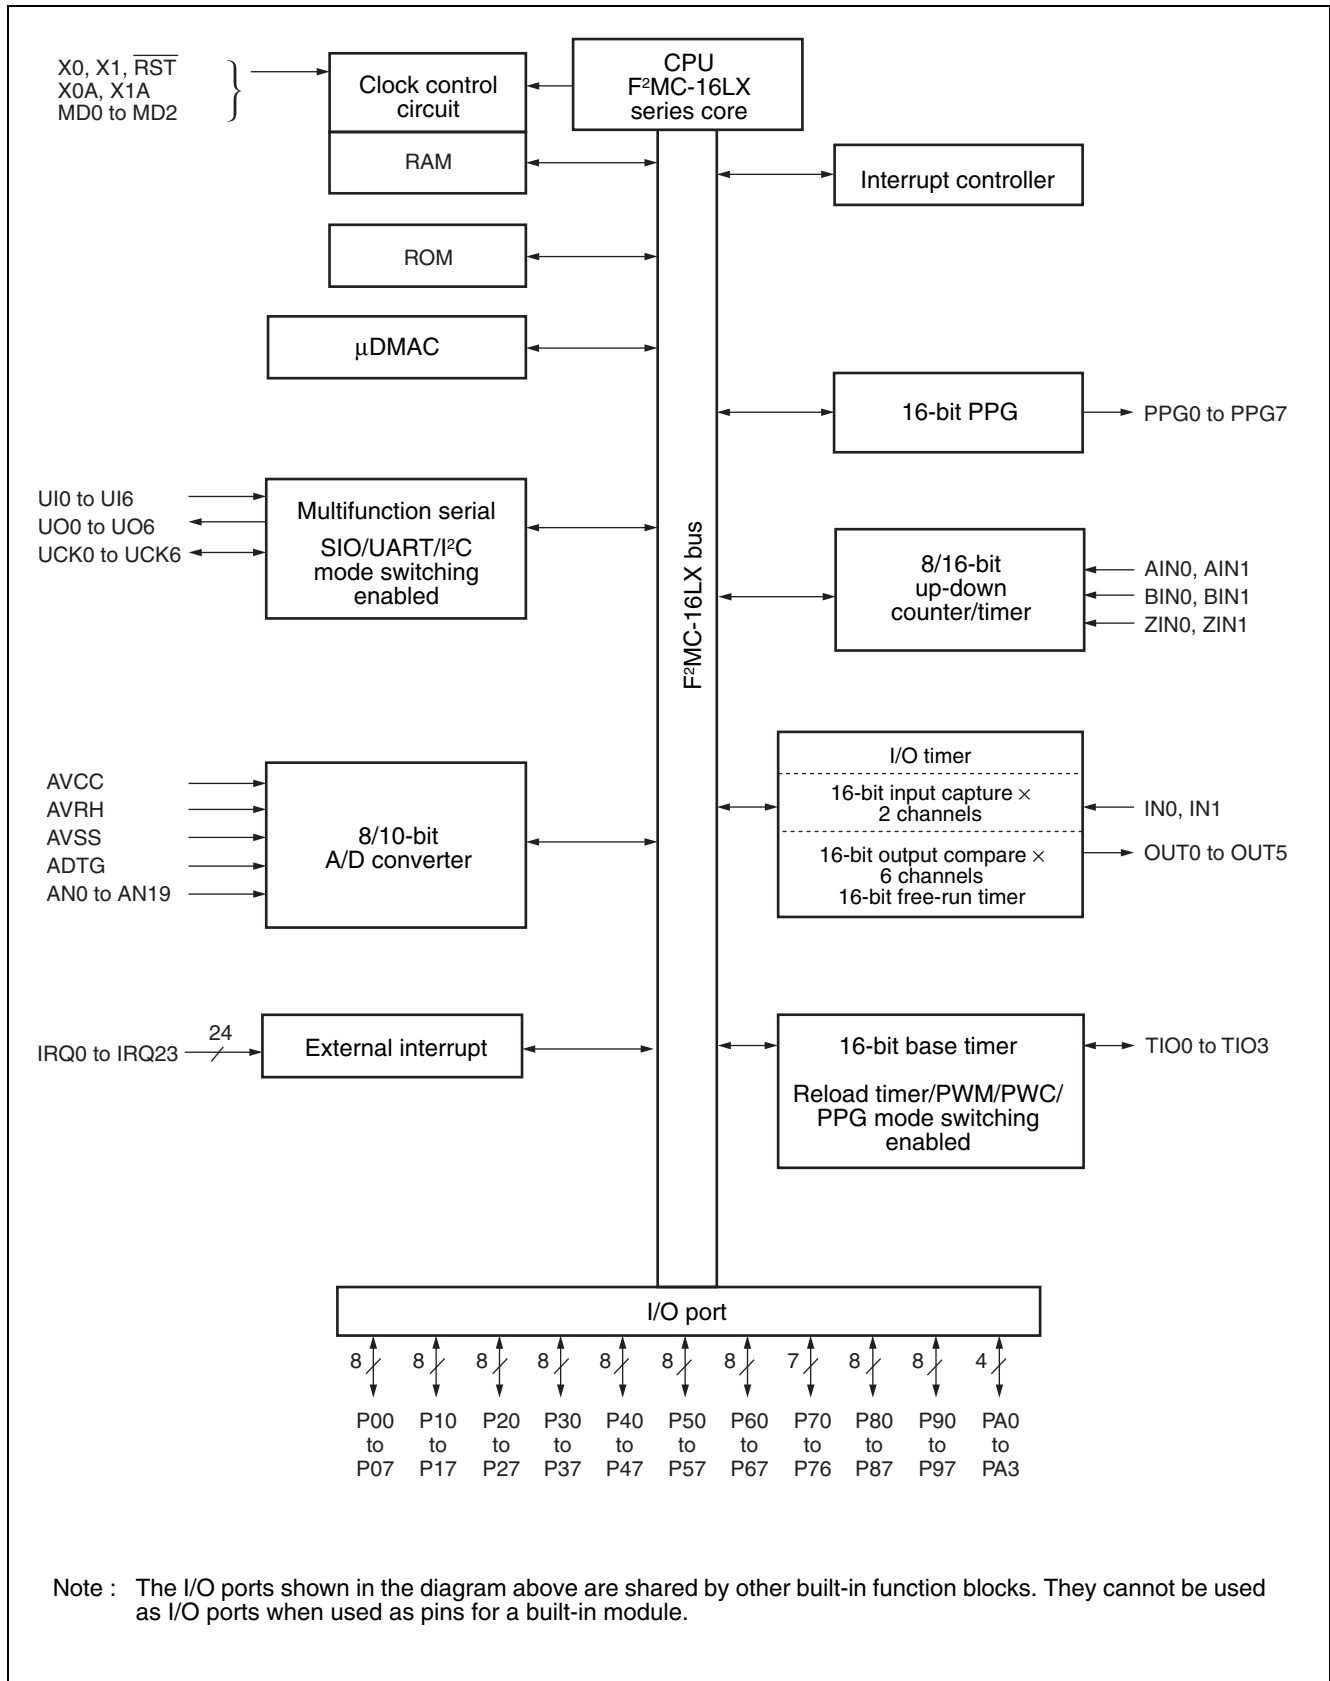 X0, X1, RST
X0A, X1A
MD0 to MD2
Clock control
circuit
CPU
F²MC-16LX
series core
RAM
Interrupt controller
ROM
µDMAC
16-bit PPG
PPG0 to PPG7
UI0 to UI6
UO0 to UO6
UCK0 to UCK6
Multifunction serial
SIO/UART/I²C
mode switching
enabled
F²MC-16LX bus
8/16-bit
up-down
counter/timer
AIN0, AIN1
BIN0, BIN1
ZIN0, ZIN1
AVCC
AVRH
AVSS
ADTG
AN0 to AN19
8/10-bit
A/D converter
I/O timer
16-bit input capture ×
2 channels
16-bit output compare ×
6 channels
16-bit free-run timer
IN0, IN1
OUT0 to OUT5
IRQ0 to IRQ23
24
External interrupt
16-bit base timer
Reload timer/PWM/PWC/
PPG mode switching
enabled
TIO0 to TIO3
I/O port
8 8 8 8 8 8 8 7 8 8 4
P00 P10 P20 P30 P40 P50 P60 P70 P80 P90 PA0
to to to to to to to to to to to
P07 P17 P27 P37 P47 P57 P67 P76 P87 P97 PA3
Note : The I/O ports shown in the diagram above are shared by other built-in function blocks. They cannot be used
as I/O ports when used as pins for a built-in module.